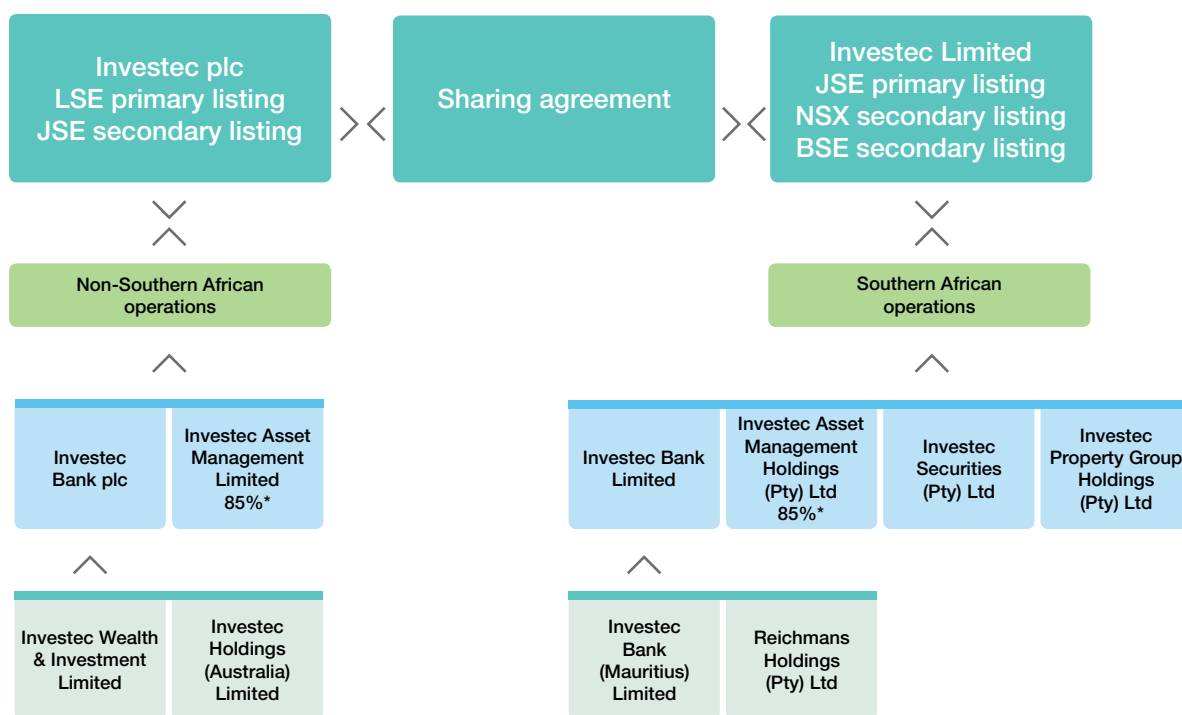 Investec plc
LSE primary listing
JSE secondary listing
Sharing agreement
Investec Limited
JSE primary listing
NSX secondary listing
BSE secondary listing
Non-Southern African
operations
Southern African
operations
Investec
Bank plc
Investec Asset
Management
Limited
85%*
Investec Bank
Limited
Investec Asset
Management
Holdings
(Pty) Ltd
85%*
Investec
Securities
(Pty) Ltd
Investec
Property Group
Holdings
(Pty) Ltd
Investec Wealth
& Investment
Limited
Investec
Holdings
(Australia)
Limited
Investec
Bank
(Mauritius)
Limited
Reichmans
Holdings
(Pty) Ltd